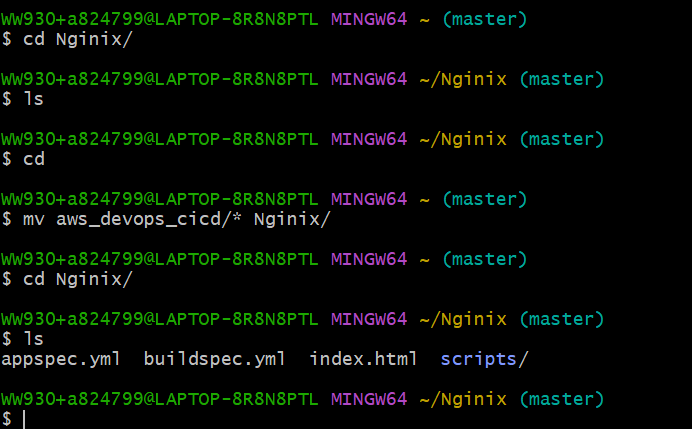 WW930+a824799@LAPTOP-8R8N8PTL MINGW64 ~ (master)
$ cd Nginix/
WW930+a824799@LAPTOP-8R8N8PTL MINGW64 ~/Nginix (master)
$ ls
WW930+a824799@LAPTOP-8R8N8PTL MINGW64 ~/Nginix (master)
$ cd
WW930+a824799@LAPTOP-8R8N8PTL MINGW64 ~ (master)
$ mv aws_devops_cicd/* Nginix/
WW930+a824799@LAPTOP-8R8N8PTL MINGW64 ~ (master)
$ cd Nginix/
WW930+a824799@LAPTOP-8R8N8PTL MINGW64 ~/Nginix (master)
$ ls
appspec.yml  buildspec.yml  index.html  scripts/
WW930+a824799@LAPTOP-8R8N8PTL MINGW64 ~/Nginix (master)
$